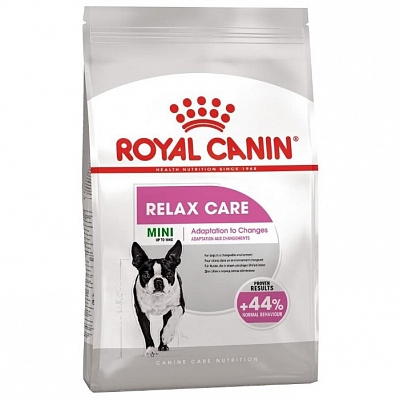 ROYAL CANIN®
HEALTH NUTRITION SINCE 1968
RELAX CARE
MINI
UP TO 10KG
Adaptation to Changes
ADAPTATION AUX CHANGEMENTS
PROVEN
RESULTS
+44%
NORMAL BEHAVIOUR
CANINE CARE NUTRITION